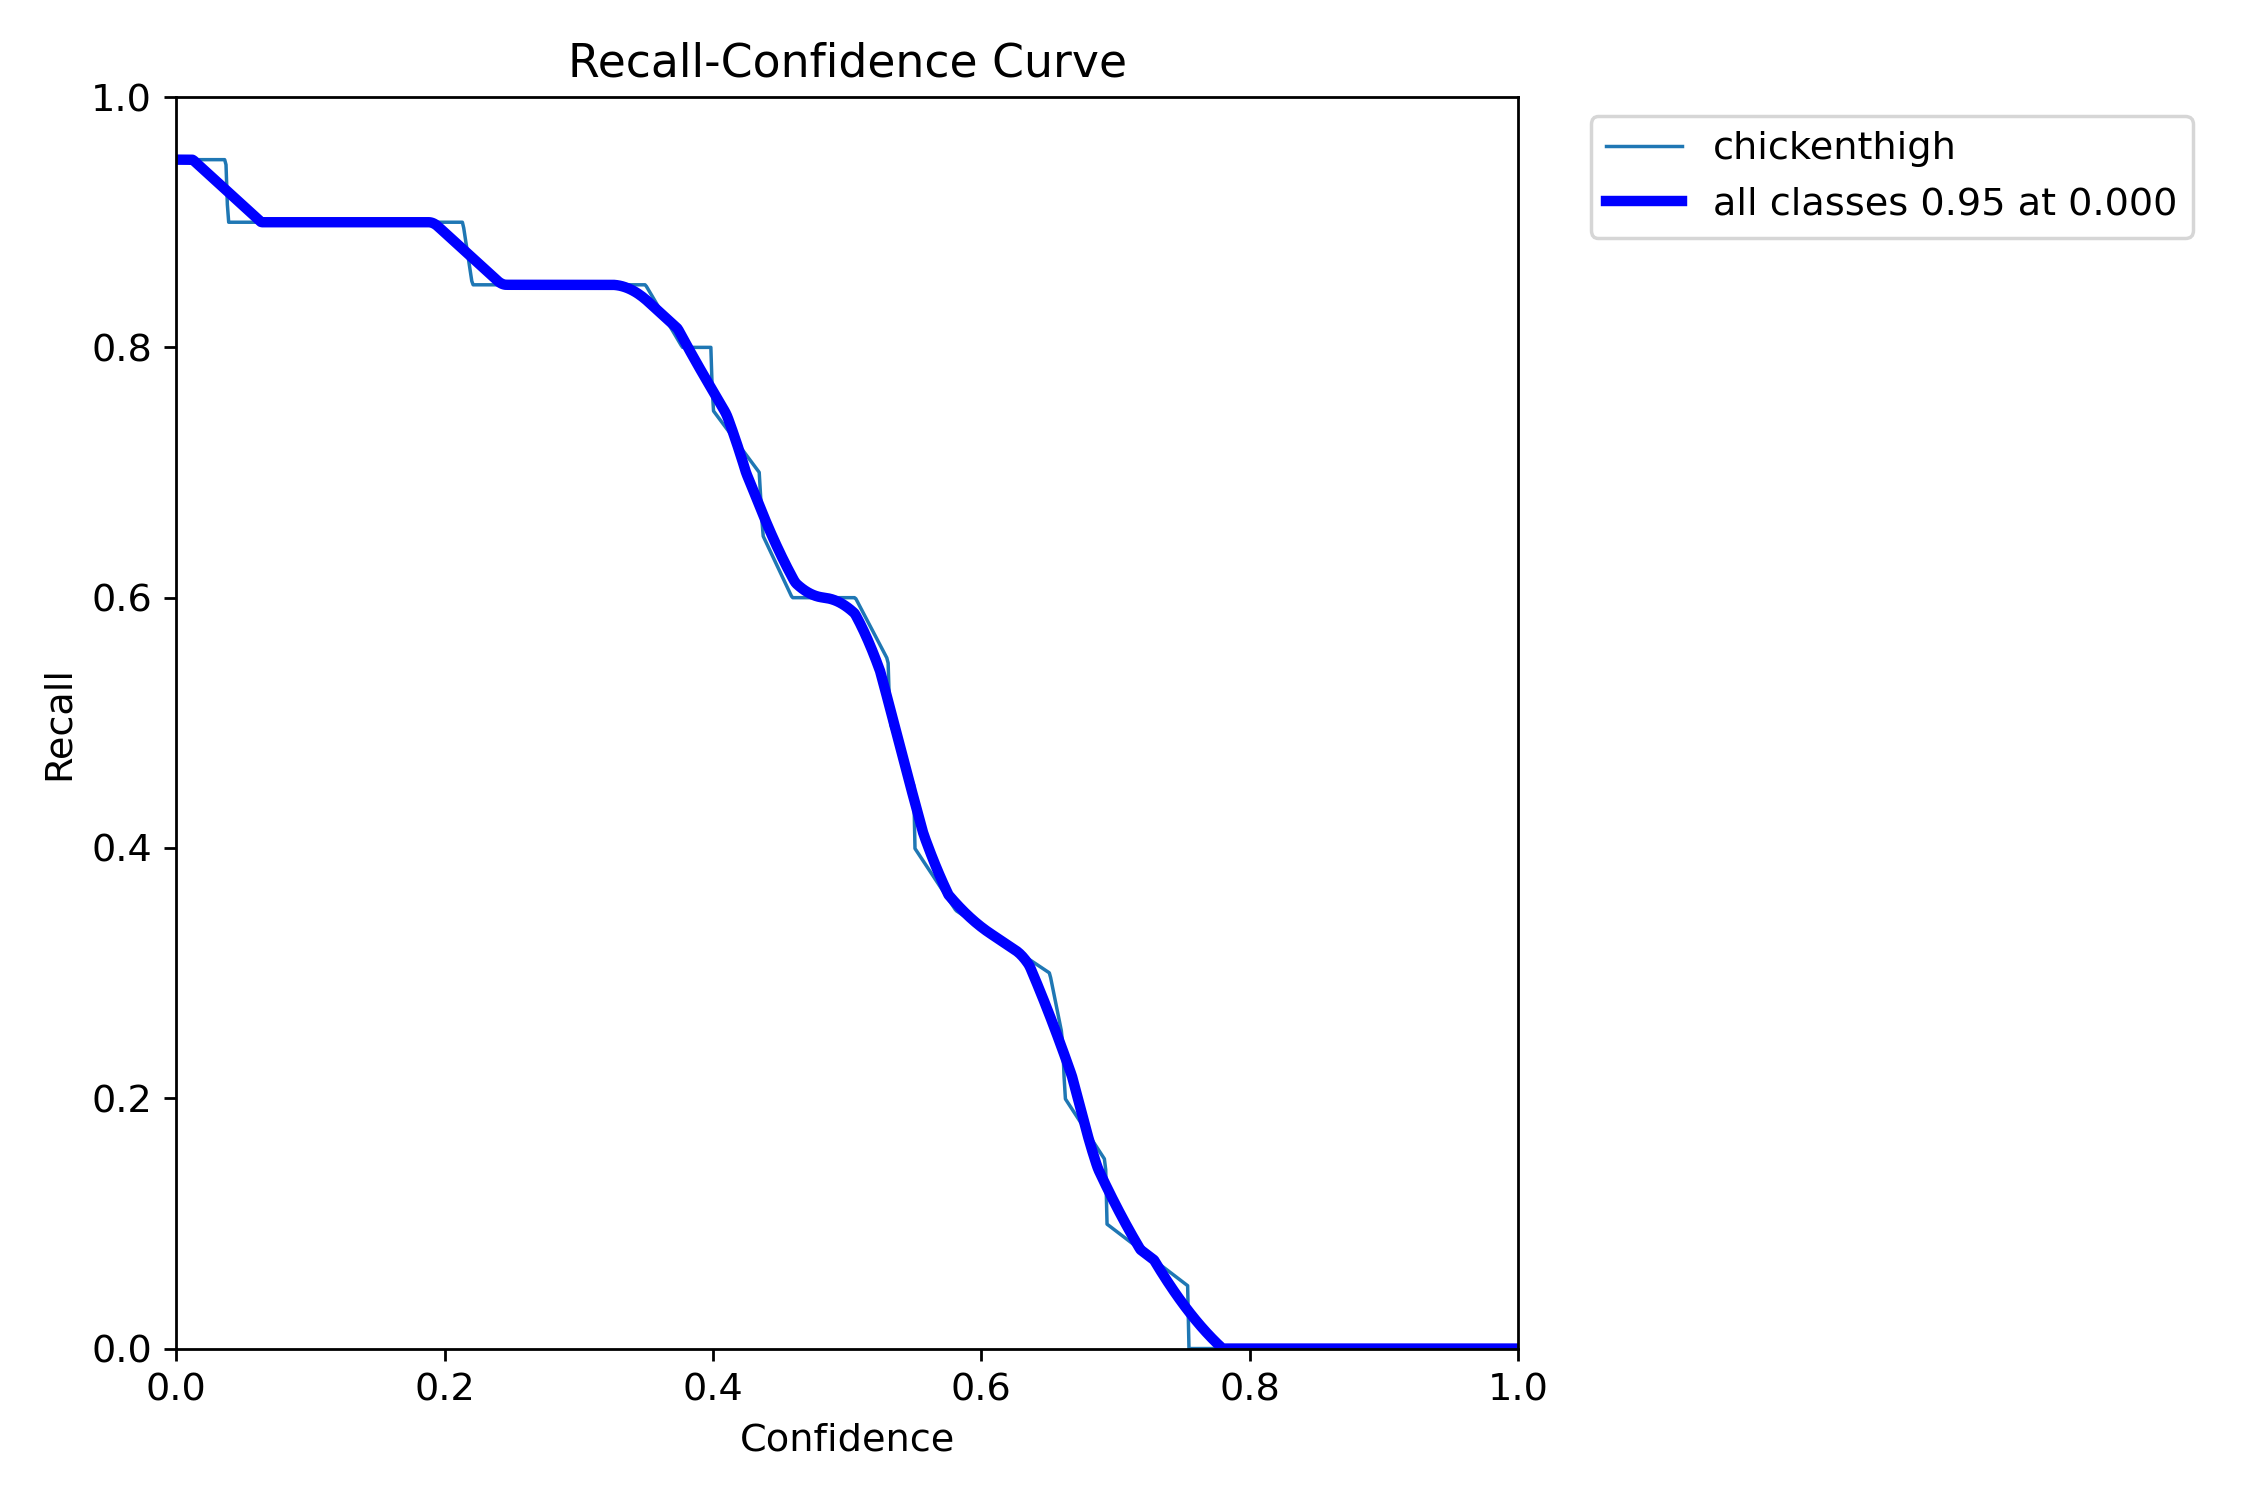 Recall-Confidence Curve
1.0
0.8
0.6
0.4
0.2
0.0
Recall
0.0 0.2 0.4 0.6 0.8 1.0
Confidence
chickenthigh
all classes 0.95 at 0.000